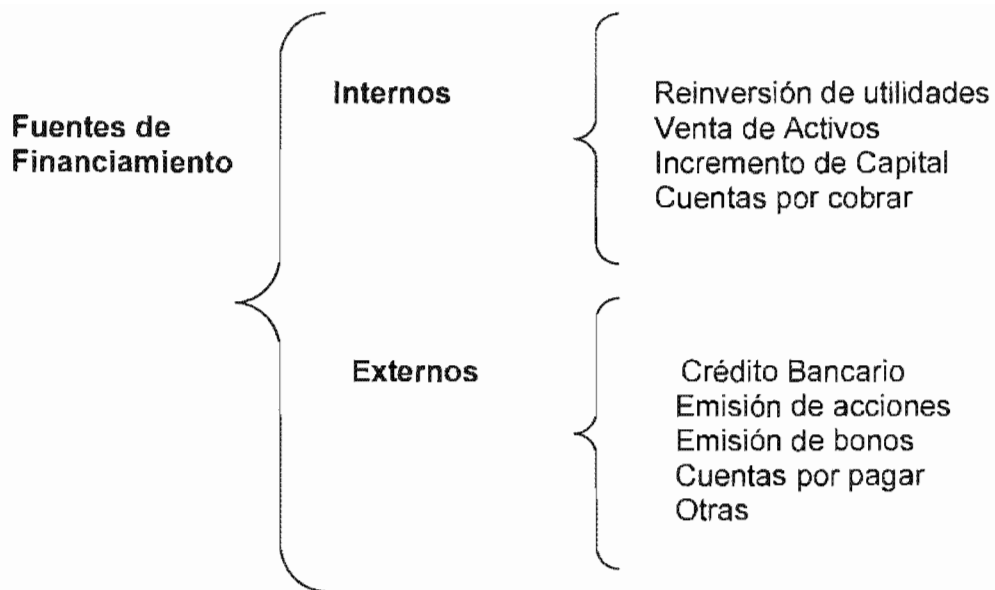 Fuentes de
Financiamiento
Internos
Reinversión de utilidades
Venta de Activos
Incremento de Capital
Cuentas por cobrar
Externos
Crédito Bancario
Emisión de acciones
Emisión de bonos
Cuentas por pagar
Otras